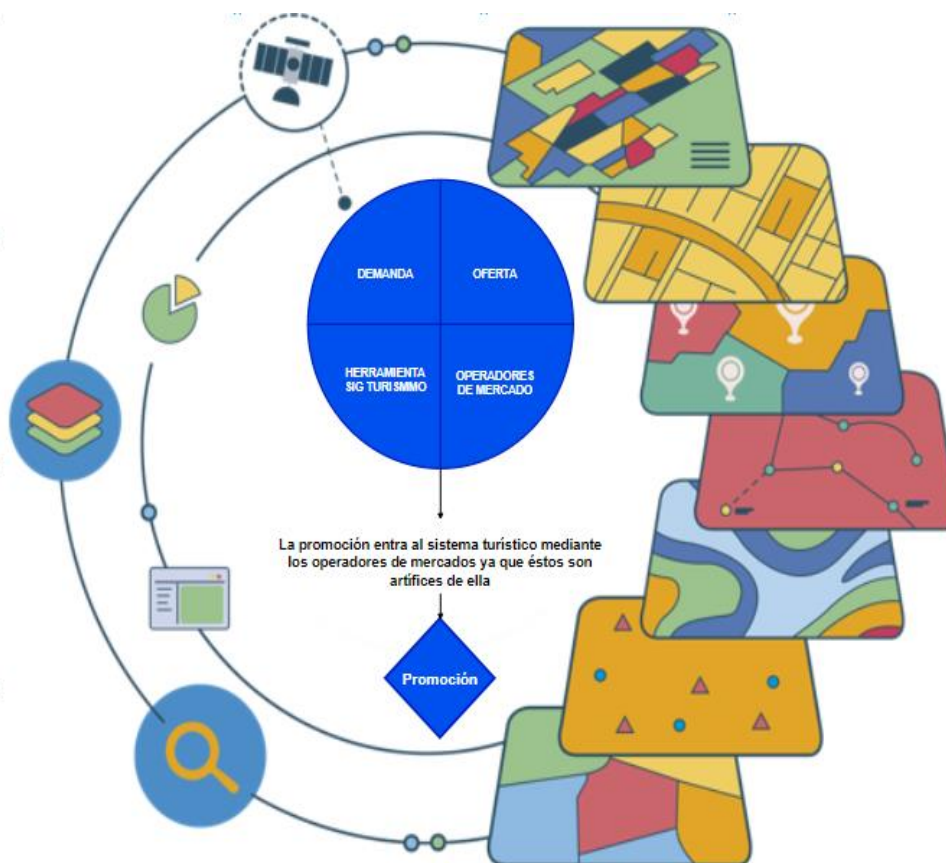 DEMANDA
OFERTA
HERRAMIENTA
SIG TURISMMO
OPERADORES
DE MERCADO
La promoción entra al sistema turístico mediante
los operadores de mercados ya que éstos son
artífices de ella
Promoción